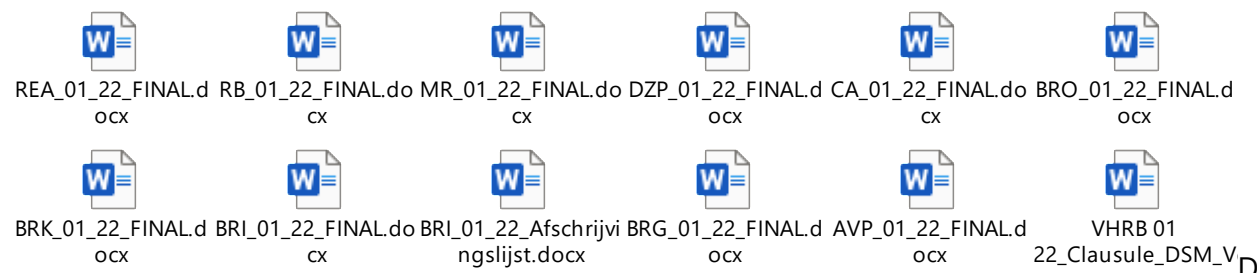 REA_01_22_FINAL.d RB_01_22_FINAL.do MR_01_22_FINAL.do DZP_01_22_FINAL.d CA_01_22_FINAL.do BRO_01_22_FINAL.d
ocx cx cx ocx cx ocx
BRK_01_22_FINAL.d BRI_01_22_FINAL.do BRI_01_22_Afschrijvi BRG_01_22_FINAL.d AVP_01_22_FINAL.d VHRB 01
ocx cx ngslijst.docx ocx ocx 22_Clausule_DSM_V